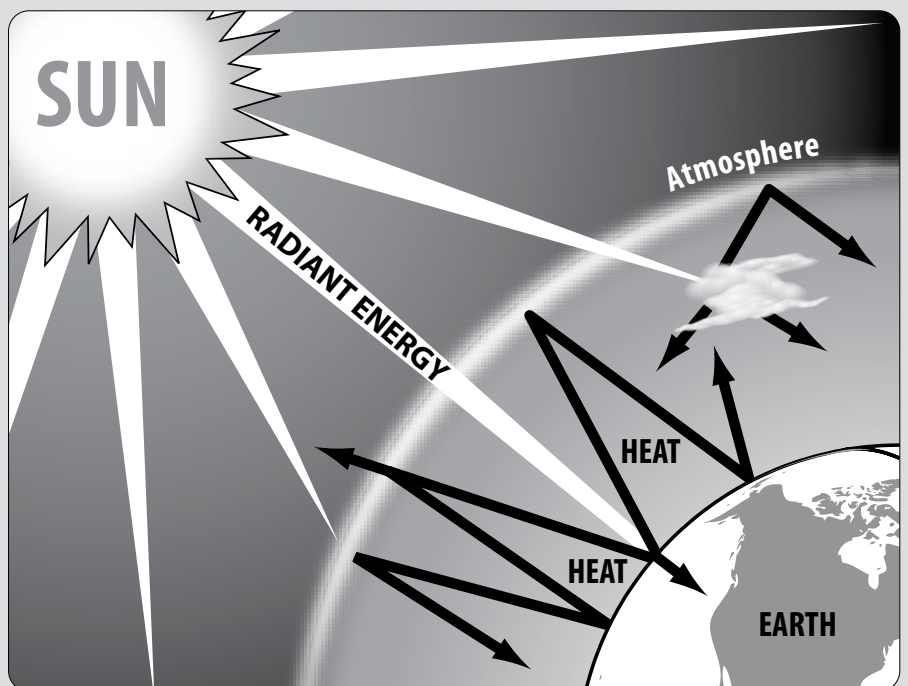 SUN
Atmosphere
RADIANT ENERGY
HEAT
HEAT
EARTH